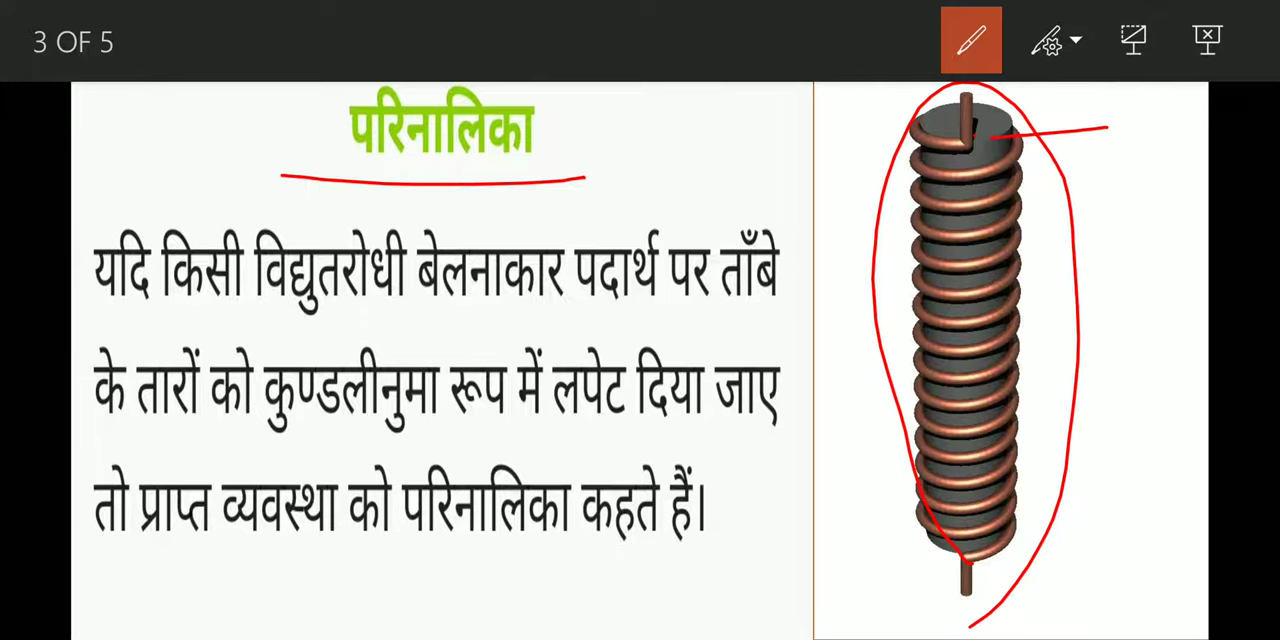 3 OF 5
परिनालिका
यदि किसी विद्युतरोधी बेलनाकार पदार्थ पर ताँबे
के तारों को कुण्डलीनुमा रूप में लपेट दिया जाए
तो प्राप्त व्यवस्था को परिनालिका कहते हैं।